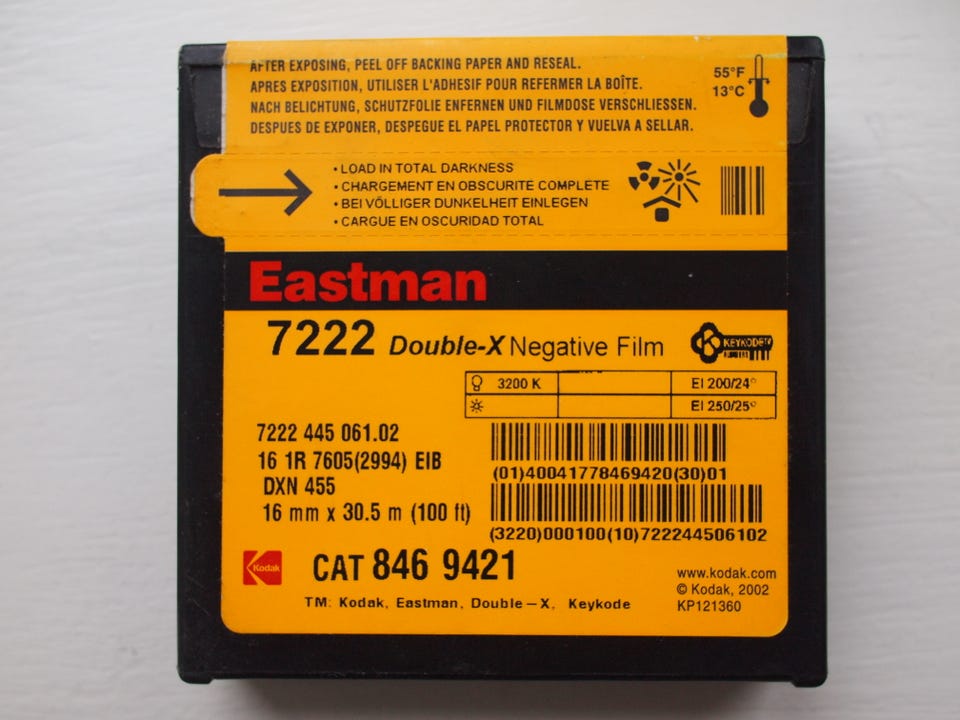 AFTER EXPOSING, PEEL OFF BACKING PAPER AND RESEAL.
APRES EXPOSITION, UTILISER L'ADHESIF POUR REFERMER LA BOÎTE.
NACH BELICHTUNG, SCHUTZFOLIE ENFERNEN UND FILMDOSE VERSCHLIESSEN.
DESPUES DE EXPONER, DESPEGUE EL PAPEL PROTECTOR Y VUELVA A SELLAR.
55°F
13°C
• LOAD IN TOTAL DARKNESS
• CHARGEMENT EN OBSCURITE COMPLETE
• BEI VÖLLIGER DUNKELHEIT EINLEGEN
• CARGUE EN OSCURIDAD TOTAL
Eastman
7222 Double-X Negative Film
KEYKODE
3200 K EI 200/24°
EI 250/25°
7222 445 061.02
16 1R 7605(2994) EIB
DXN 455
16 mm x 30.5 m (100 ft)
(01)40041778469420(30)01
(3220)000100(10)722244506102
Kodak
CAT 846 9421
www.kodak.com
© Kodak, 2002
KP121360
TM: Kodak, Eastman, Double-X, Keykode